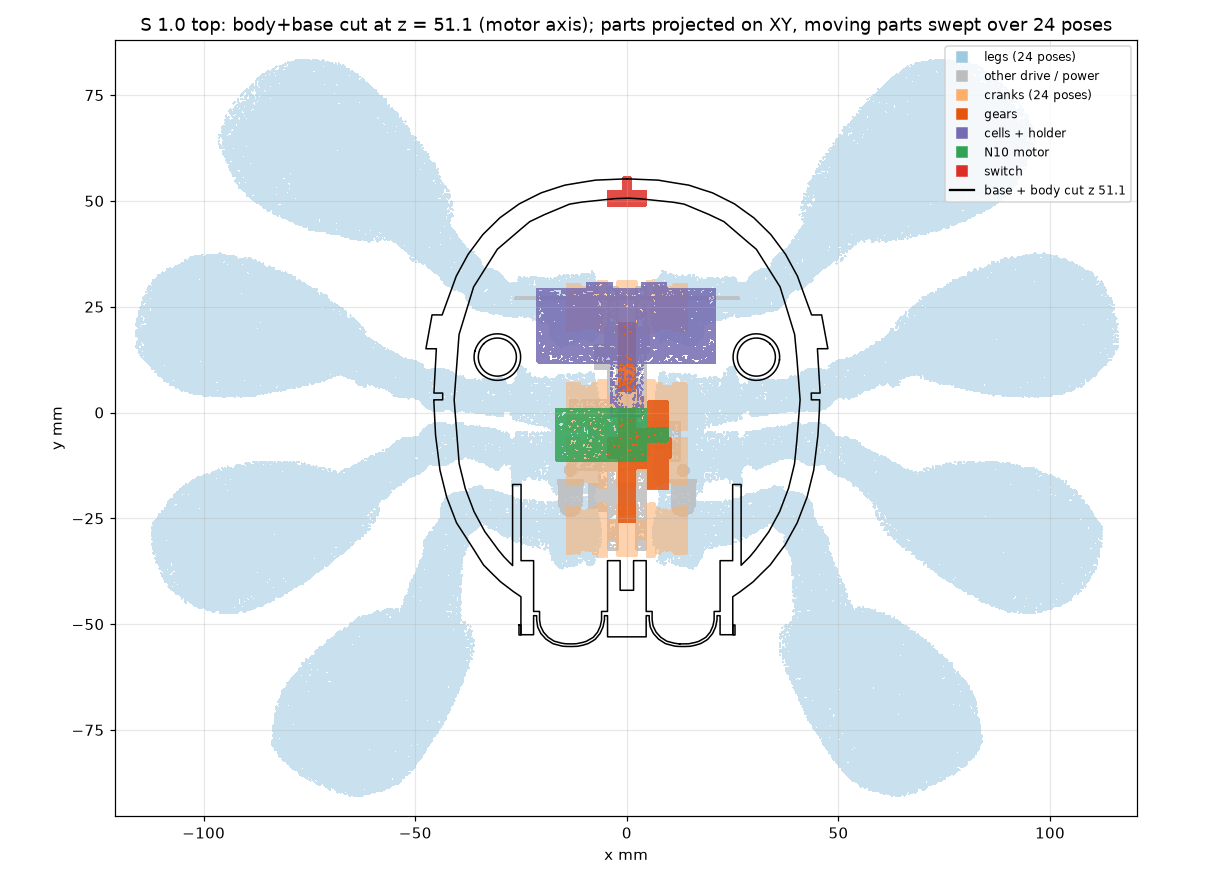 S 1.0 top: body+base cut at z = 51.1 (motor axis); parts projected on XY, moving parts swept over 24 poses
legs (24 poses)
other drive / power
cranks (24 poses)
gears
cells + holder
N10 motor
switch
base + body cut z 51.1
75
50
25
0
−25
−50
−75
y mm
−100
−50
0
50
100
x mm